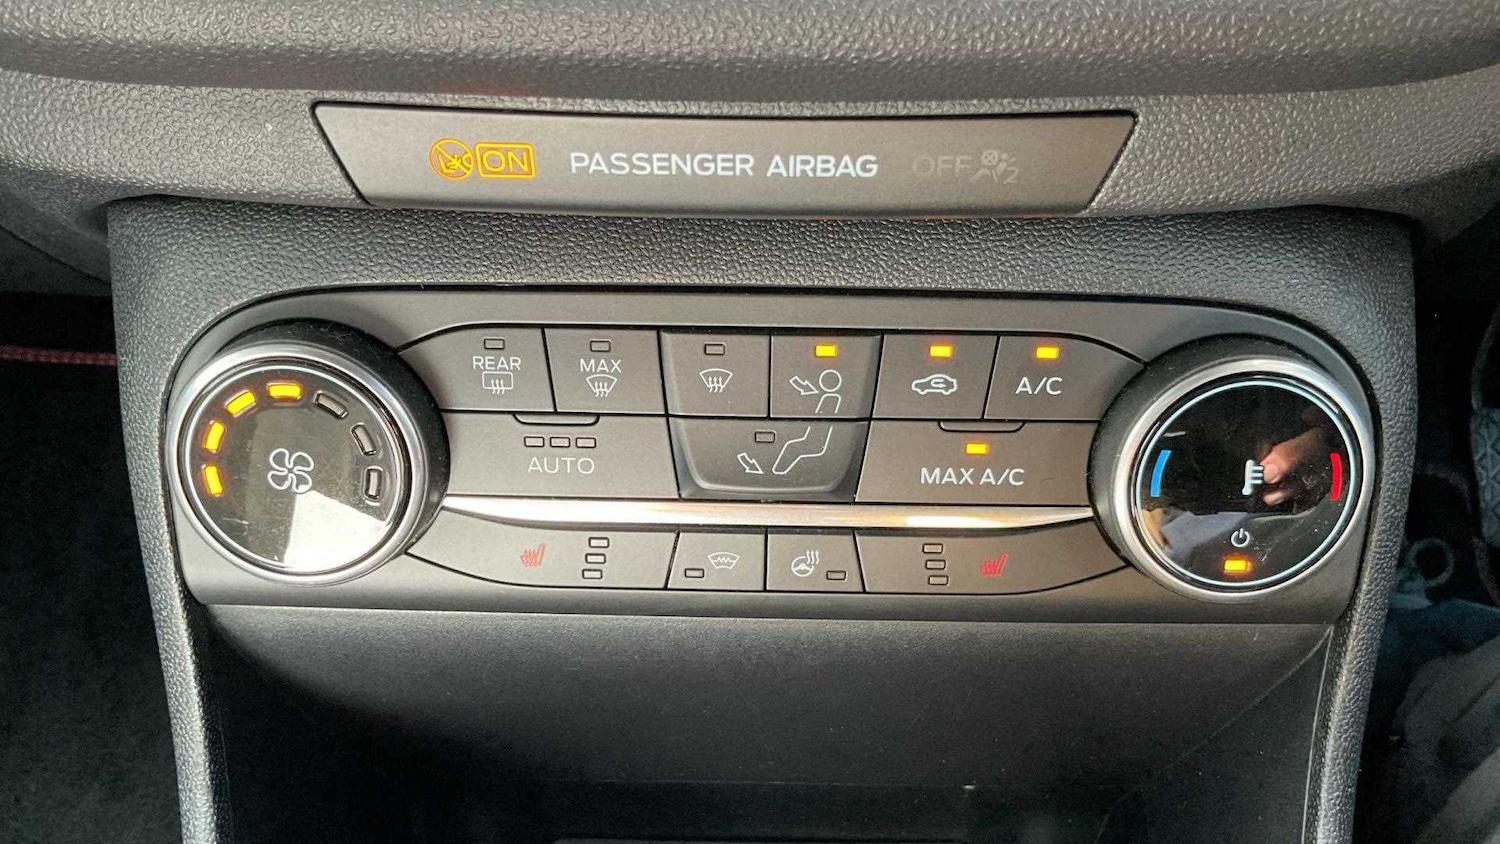 ON PASSENGER AIRBAG OFF
REAR
MAX
A/C
AUTO
MAX A/C